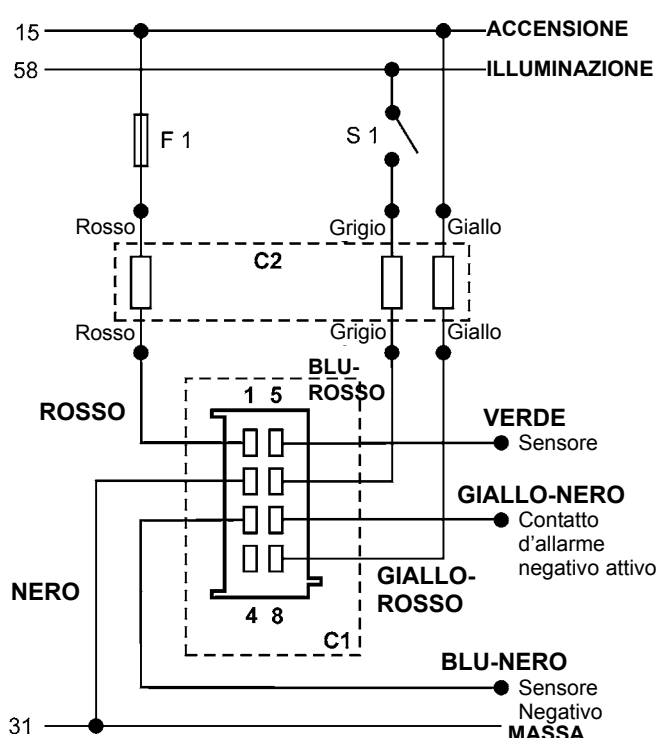 15
ACCENSIONE
58
ILLUMINAZIONE
F 1
S 1
Rosso
Grigio
Giallo
C2
Rosso
Grigio
Giallo
BLU-
ROSSO
1 5
ROSSO
VERDE
Sensore
GIALLO-NERO
Contatto
d'allarme
negativo attivo
GIALLO-
ROSSO
NERO
4 8
C1
BLU-NERO
Sensore
Negativo
31
MASSA